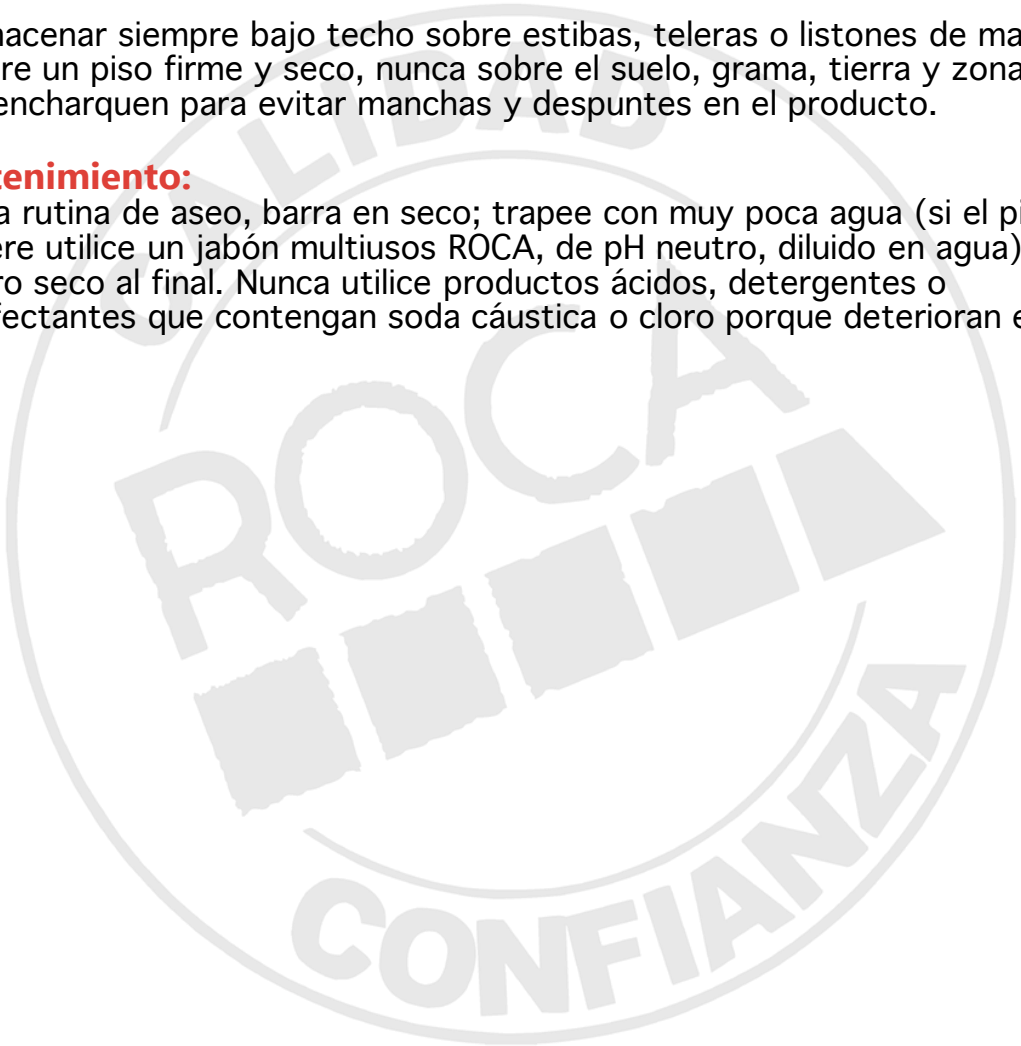 macenar siempre bajo techo sobre estibas, teleras o listones de ma
re un piso firme y seco, nunca sobre el suelo, grama, tierra y zona
encharquen para evitar manchas y despuntes en el producto.
tenimiento:
a rutina de aseo, barra en seco; trapee con muy poca agua (si el pi
ere utilice un jabón multiusos ROCA, de pH neutro, diluido en agua)
ro seco al final. Nunca utilice productos ácidos, detergentes o
fectantes que contengan soda cáustica o cloro porque deterioran e
CALIDAD
ROCA
CONFIANZA